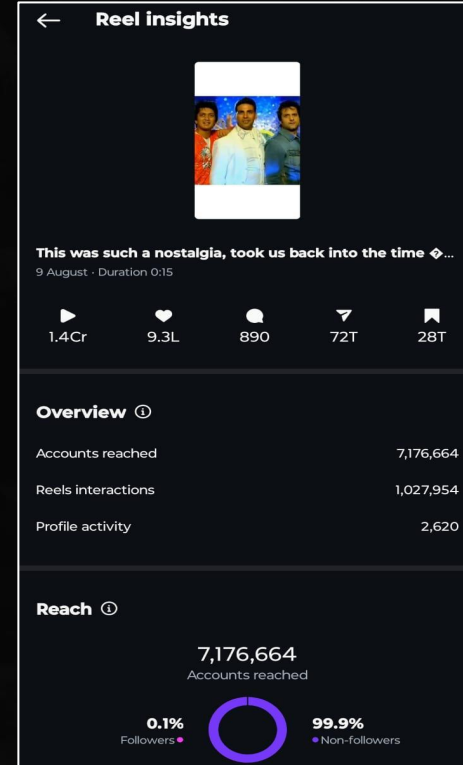 Reel insights
This was such a nostalgia, took us back into the time �...
9 August · Duration 0:15
1.4Cr 9.3L 890 72T 28T
Overview
Accounts reached 7,176,664
Reels interactions 1,027,954
Profile activity 2,620
Reach
7,176,664
Accounts reached
0.1% 99.9%
Followers Non-followers